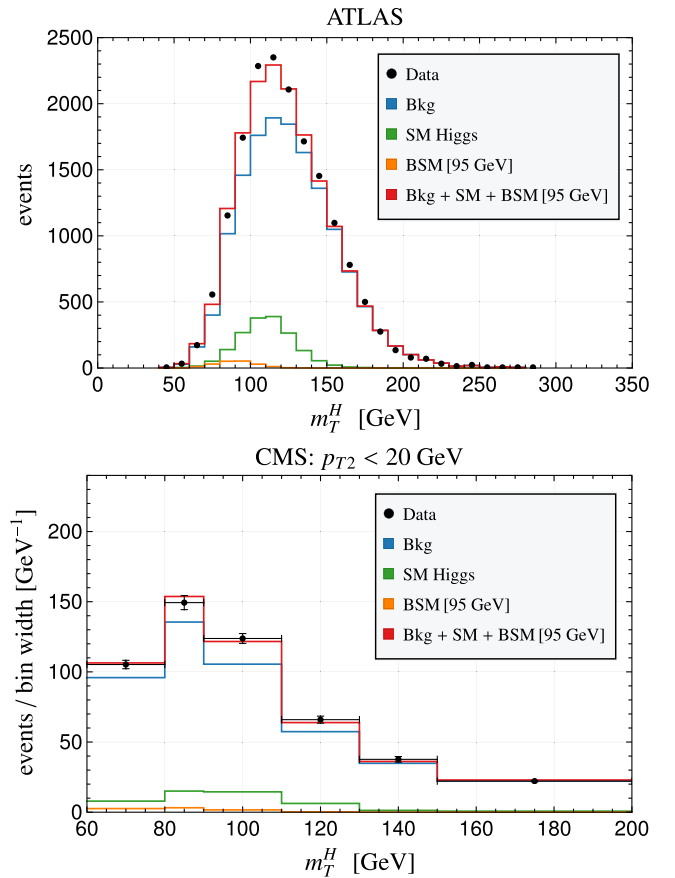 ATLAS
2500
2000
1500
1000
500
0
events
Data
Bkg
SM Higgs
BSM [95 GeV]
Bkg + SM + BSM [95 GeV]
0 50 100 150 200 250 300 350
m_T^H [GeV]
CMS: p_{T2} < 20 GeV
200
150
100
50
0
events / bin width [GeV⁻¹]
Data
Bkg
SM Higgs
BSM [95 GeV]
Bkg + SM + BSM [95 GeV]
60 80 100 120 140 160 180 200
m_T^H [GeV]